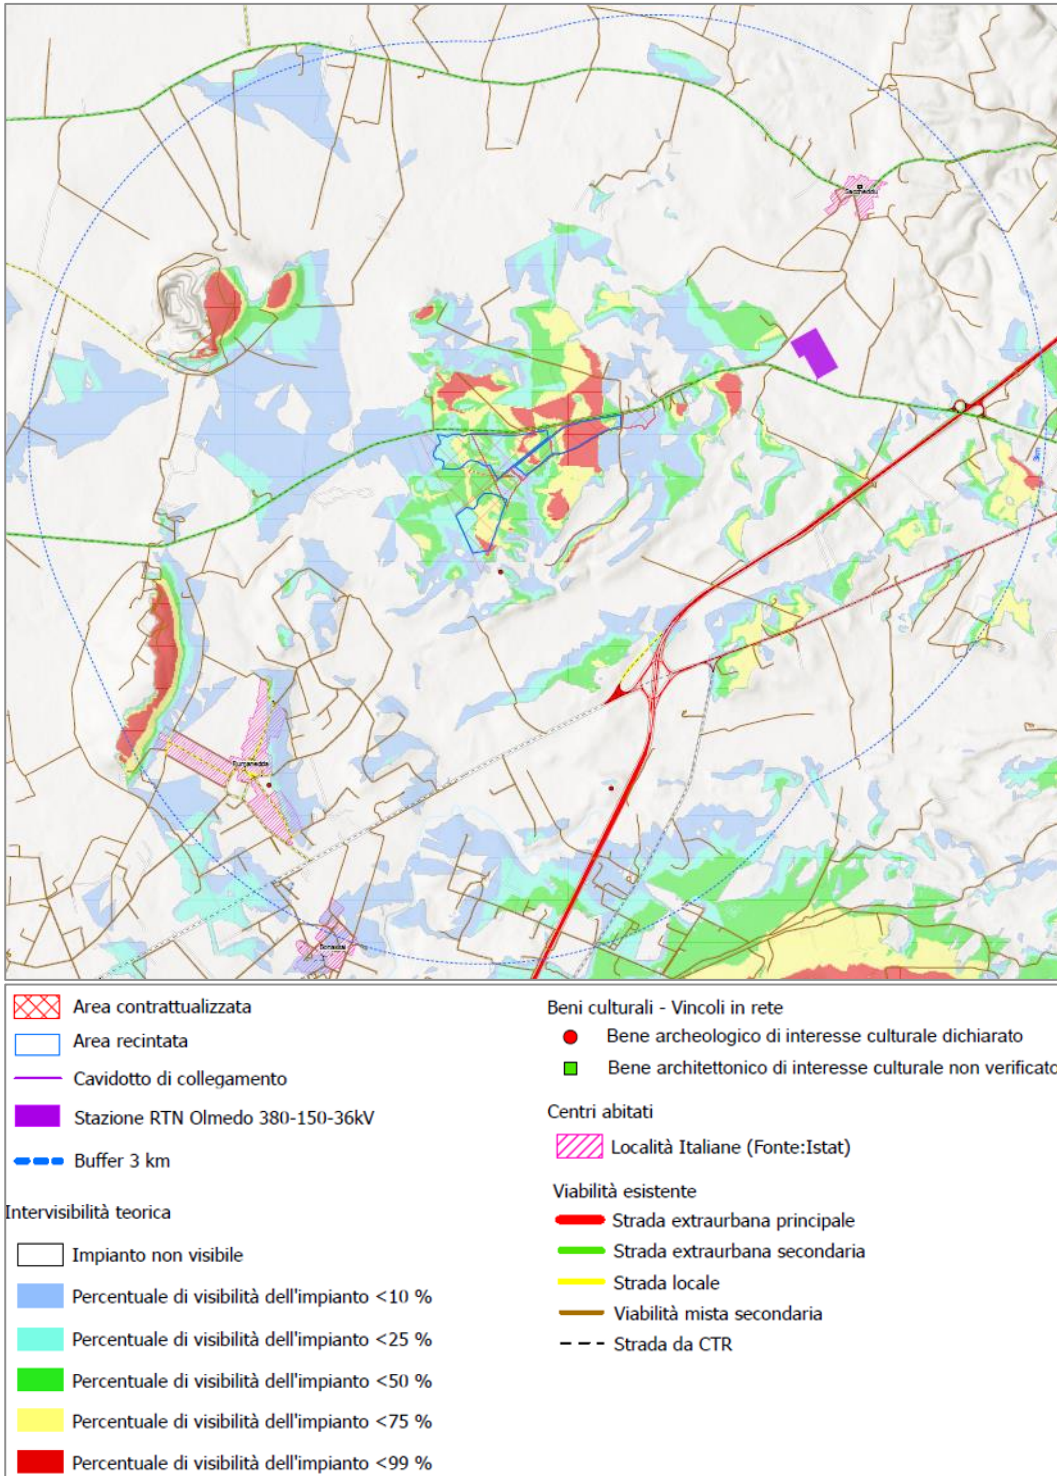 Saccheddu
3km
Rurganedda
Bonassai
Area contrattualizzata
Area recintata
Cavidotto di collegamento
Stazione RTN Olmedo 380-150-36kV
Buffer 3 km
Intervisibilità teorica
Impianto non visibile
Percentuale di visibilità dell'impianto <10 %
Percentuale di visibilità dell'impianto <25 %
Percentuale di visibilità dell'impianto <50 %
Percentuale di visibilità dell'impianto <75 %
Percentuale di visibilità dell'impianto <99 %
Beni culturali - Vincoli in rete
Bene archeologico di interesse culturale dichiarato
Bene architettonico di interesse culturale non verificato
Centri abitati
Località Italiane (Fonte:Istat)
Viabilità esistente
Strada extraurbana principale
Strada extraurbana secondaria
Strada locale
Viabilità mista secondaria
Strada da CTR